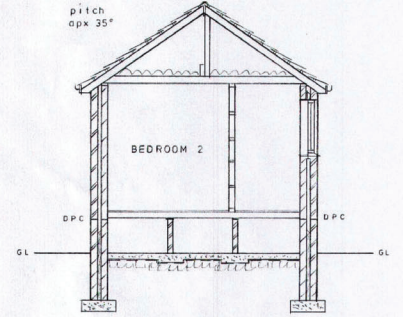 pitch
apx 35°
BEDROOM 2
DPC
DPC
GL
GL